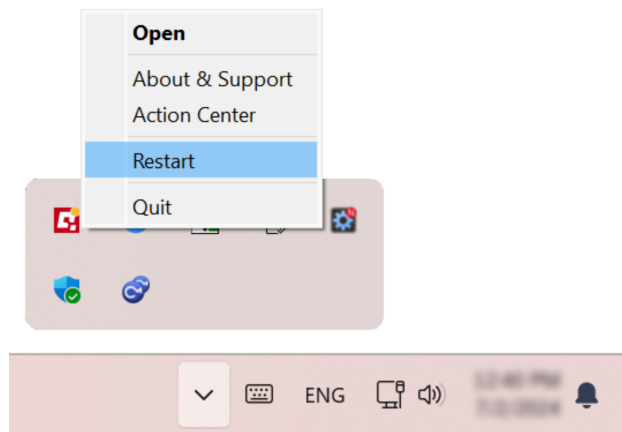 Open
About & Support
Action Center
Restart
Quit
ENG